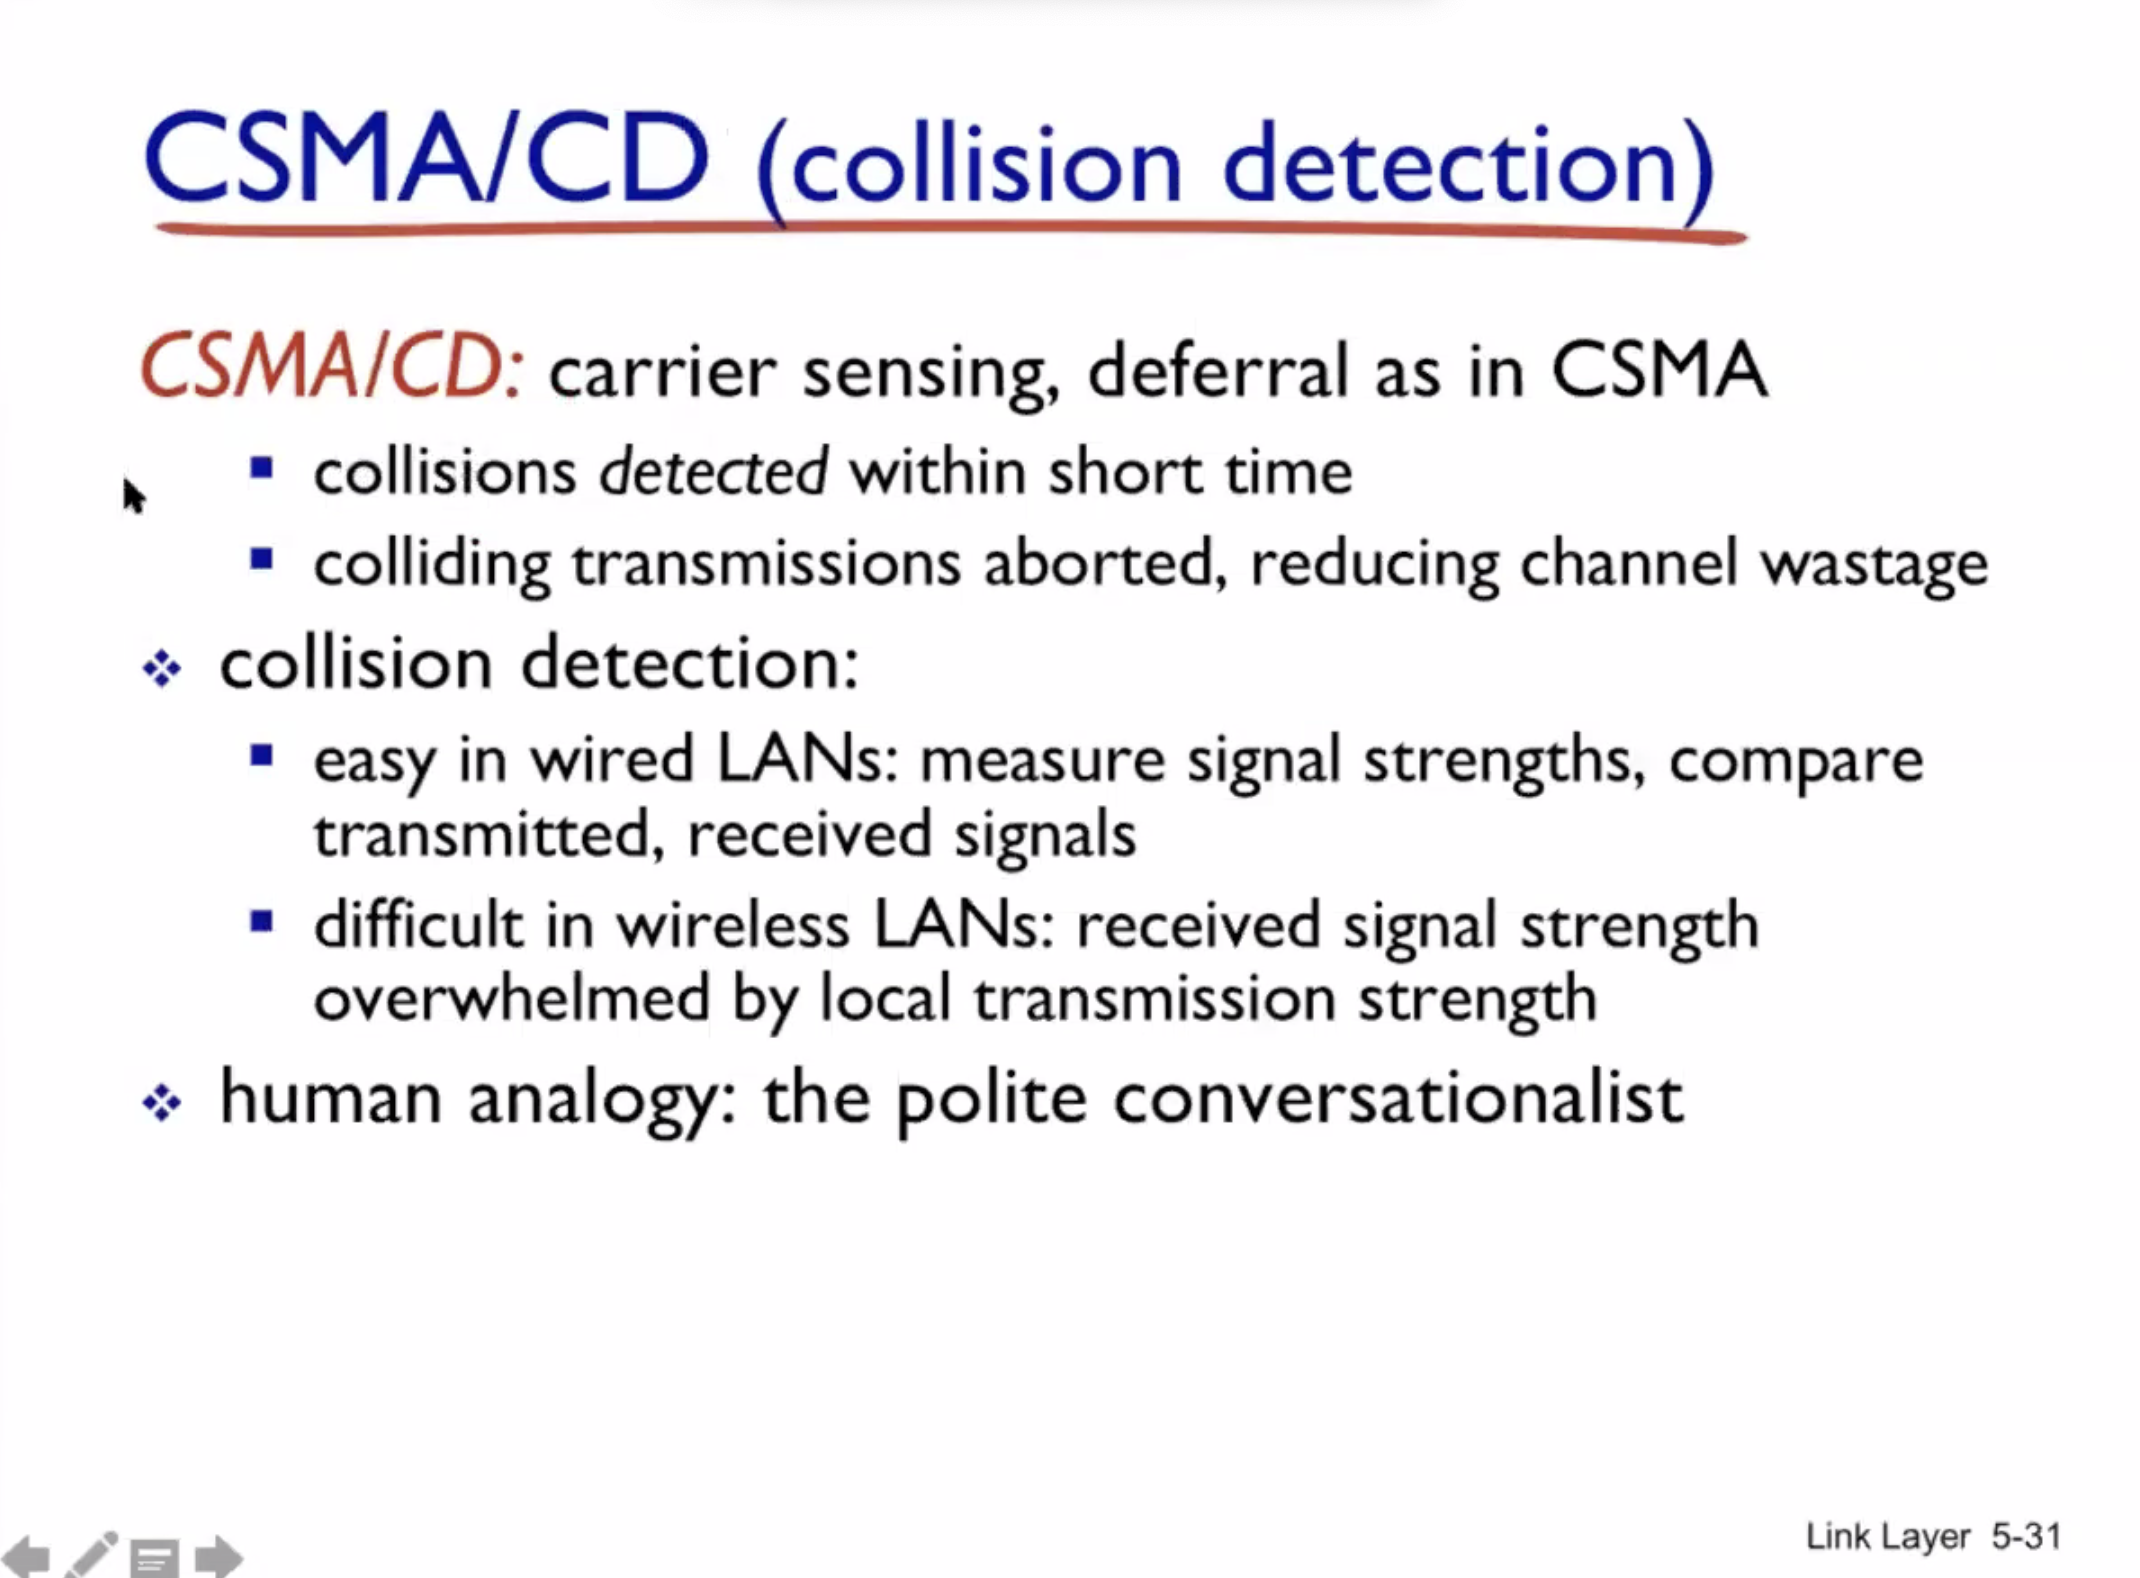 CSMA/CD (collision detection)
CSMA/CD: carrier sensing, deferral as in CSMA
collisions detected within short time
colliding transmissions aborted, reducing channel wastage
collision detection:
easy in wired LANs: measure signal strengths, compare
transmitted, received signals
difficult in wireless LANs: received signal strength
overwhelmed by local transmission strength
human analogy: the polite conversationalist
Link Layer 5-31